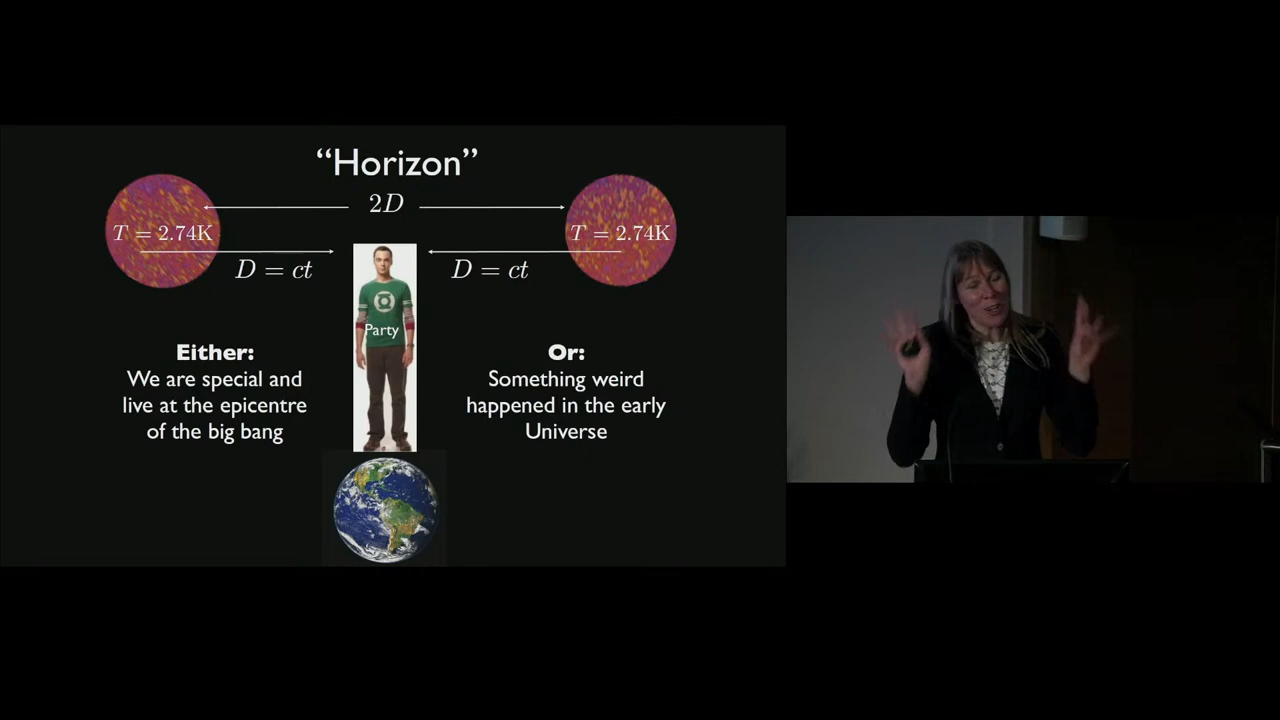 “Horizon”
2D
T = 2.74K
T = 2.74K
D = ct
D = ct
Party
Either:
We are special and
live at the epicentre
of the big bang
Or:
Something weird
happened in the early
Universe